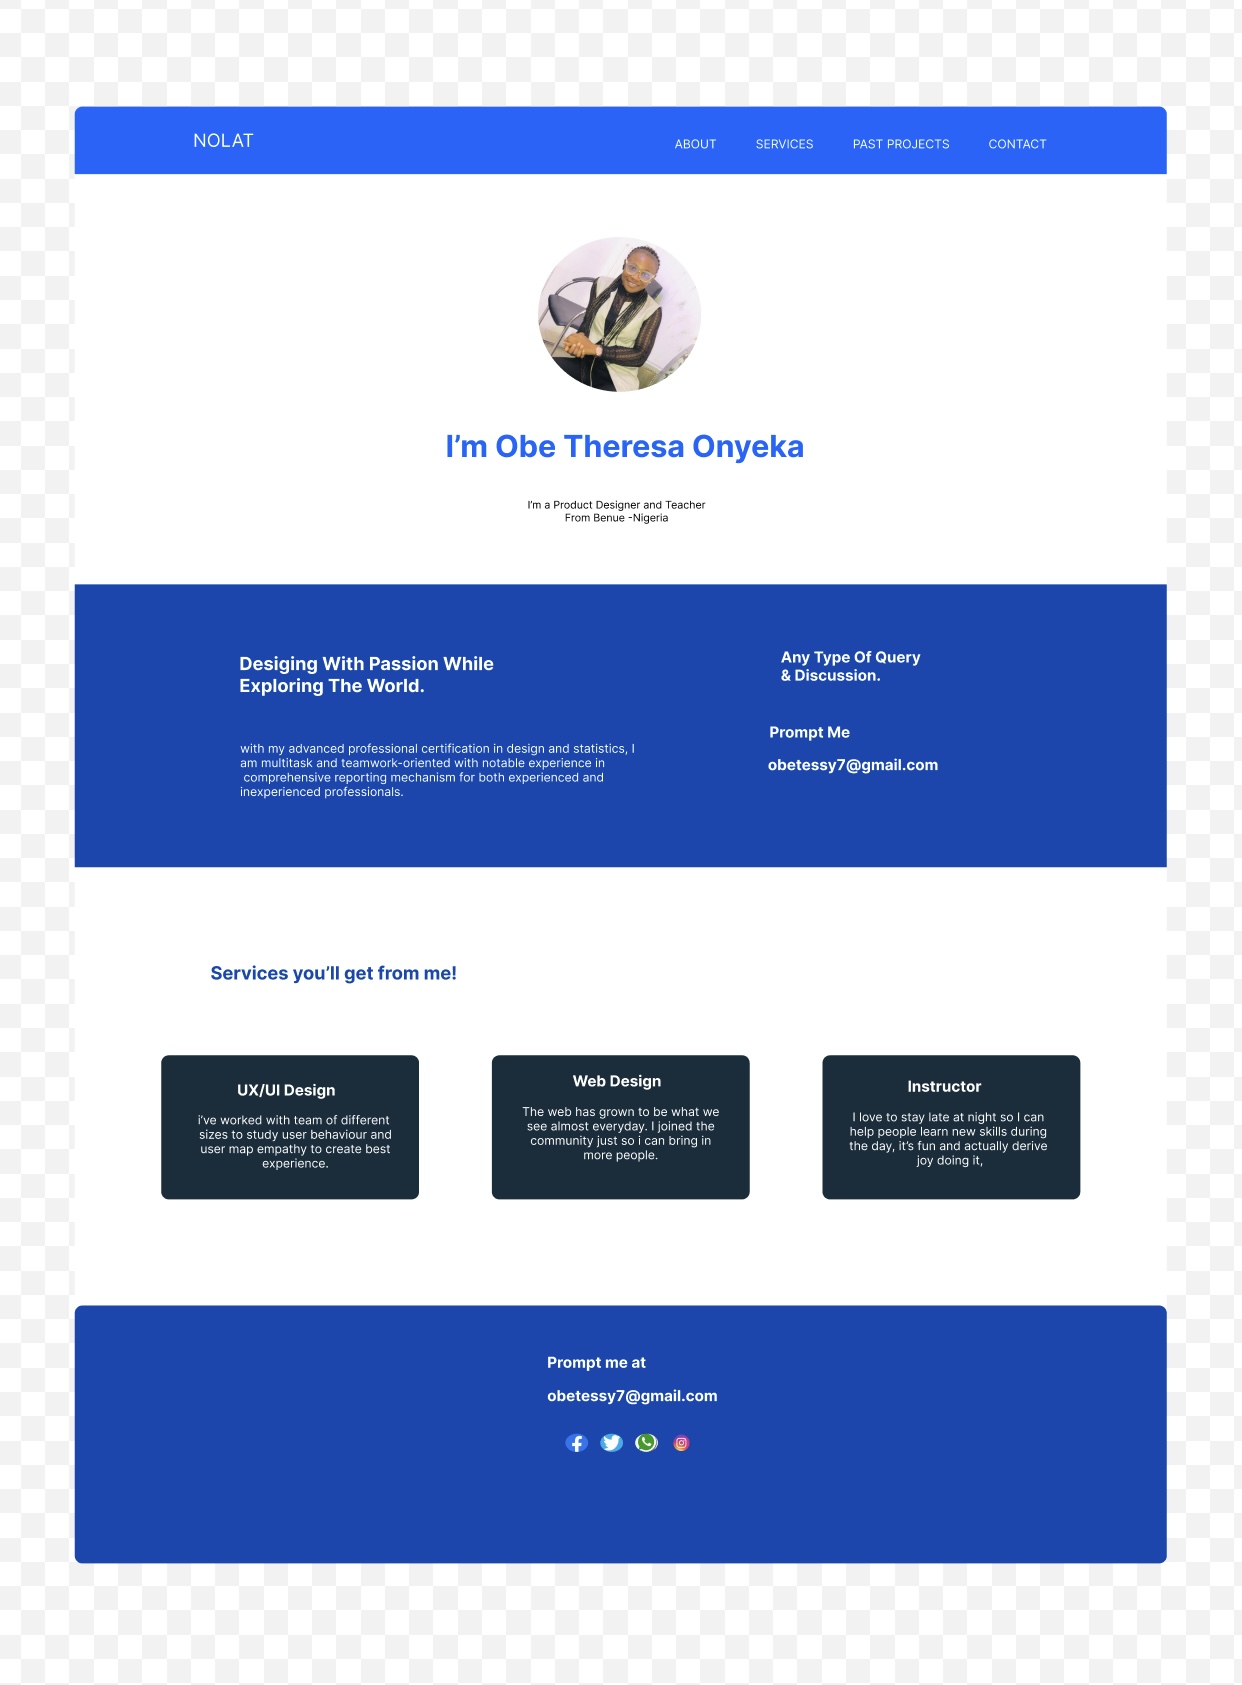 NOLAT
ABOUT SERVICES PAST PROJECTS CONTACT
I’m Obe Theresa Onyeka
I’m a Product Designer and Teacher
From Benue -Nigeria
Desiging With Passion While
Exploring The World.
with my advanced professional certification in design and statistics, I
am multitask and teamwork-oriented with notable experience in
comprehensive reporting mechanism for both experienced and
inexperienced professionals.
Any Type Of Query
& Discussion.
Prompt Me
obetessy7@gmail.com
Services you’ll get from me!
UX/UI Design
i’ve worked with team of different
sizes to study user behaviour and
user map empathy to create best
experience.
Web Design
The web has grown to be what we
see almost everyday. I joined the
community just so i can bring in
more people.
Instructor
I love to stay late at night so I can
help people learn new skills during
the day, it’s fun and actually derive
joy doing it,
Prompt me at
obetessy7@gmail.com